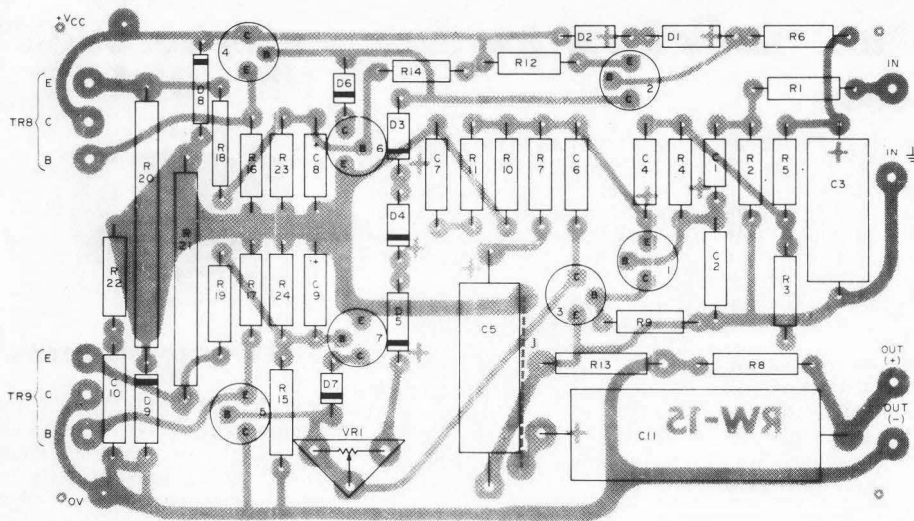 +VCC
E
TR8 C
B
4
E
B
C
D8
R18
R20
R21
R22
R19
R16
R23
C8
D6
R14
R12
D2
D1
R6
C
B
E
6
D3
D4
D5
E
B
C
2
R1
IN
IN
C7
R11
R10
R7
C6
C4
R4
C1
R2
R5
C3
C2
R3
E
B
C
1
C
B
E
3
R17
R24
C9
E
B
C
7
D7
C5
J
R9
R13
R8
E
TR9 C
B
C10
D9
E
B
C
5
R15
VR1
C11
RW-15
OUT (+)
OUT (-)
0V